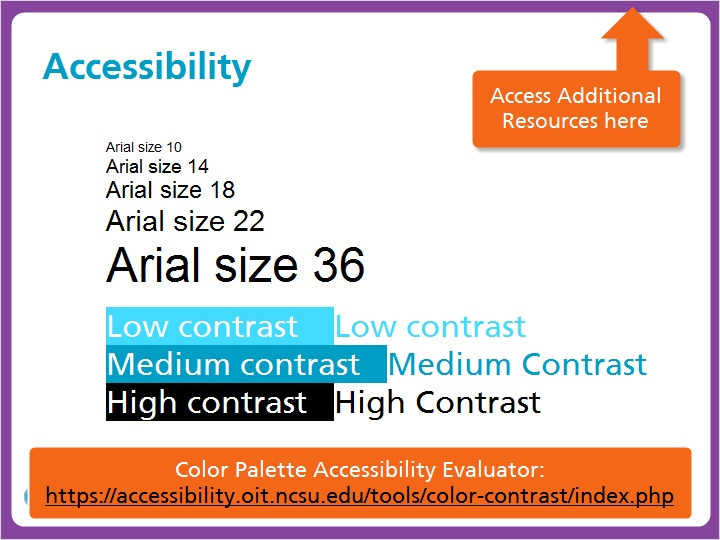 Accessibility
Access Additional
Resources here
Arial size 10
Arial size 14
Arial size 18
Arial size 22
Arial size 36
Low contrast Low contrast
Medium contrast Medium Contrast
High contrast High Contrast
Color Palette Accessibility Evaluator:
https://accessibility.oit.ncsu.edu/tools/color-contrast/index.php